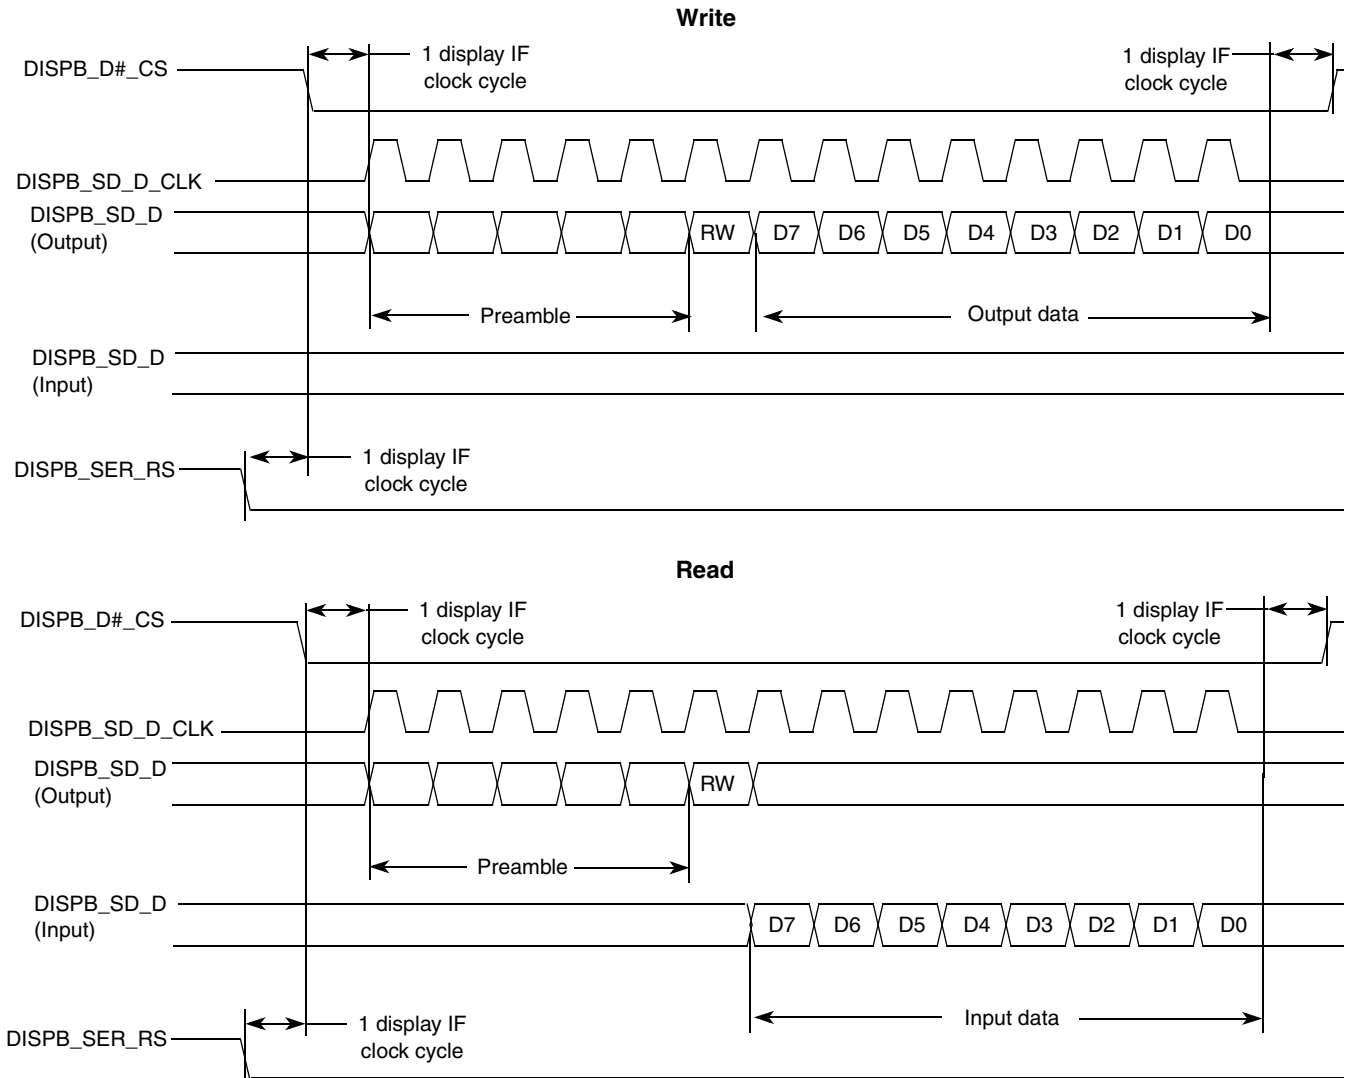 Write
1 display IF
clock cycle
1 display IF
clock cycle
DISPB_D#_CS
DISPB_SD_D_CLK
DISPB_SD_D
(Output)
RW D7 D6 D5 D4 D3 D2 D1 D0
Preamble
Output data
DISPB_SD_D
(Input)
DISPB_SER_RS
1 display IF
clock cycle
Read
1 display IF
clock cycle
1 display IF
clock cycle
DISPB_D#_CS
DISPB_SD_D_CLK
DISPB_SD_D
(Output)
RW
Preamble
DISPB_SD_D
(Input)
D7 D6 D5 D4 D3 D2 D1 D0
Input data
DISPB_SER_RS
1 display IF
clock cycle